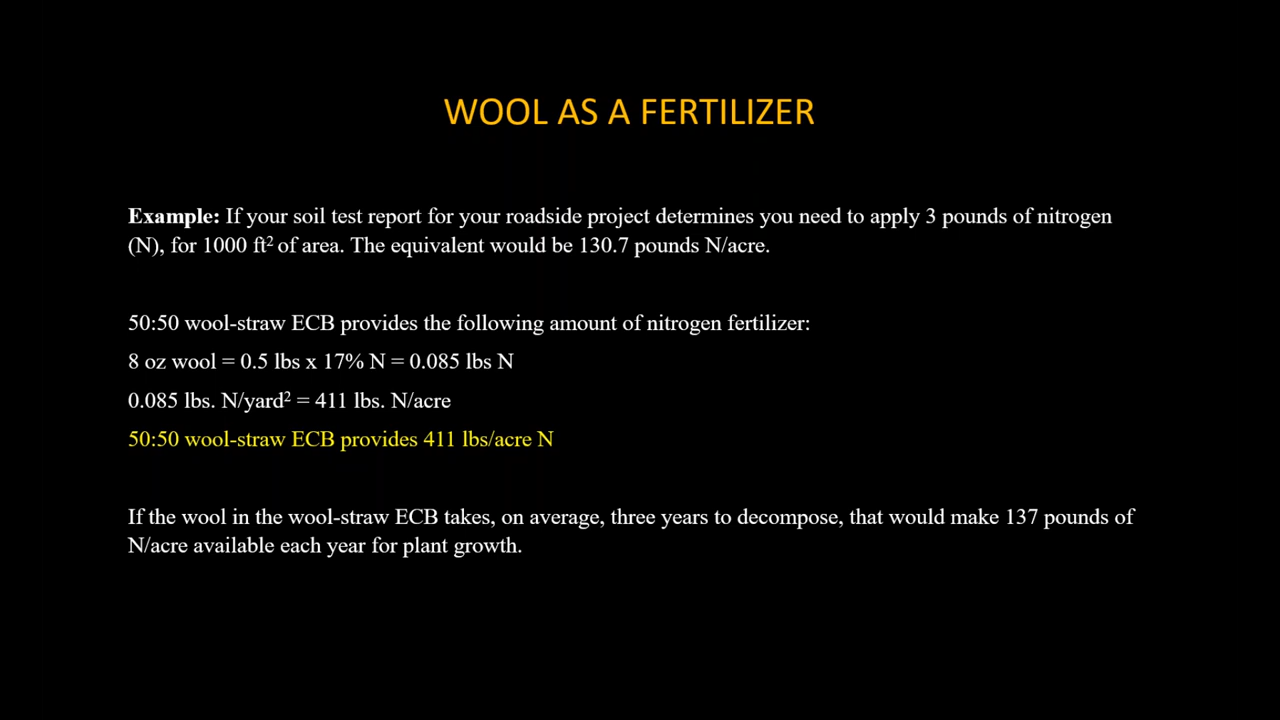 WOOL AS A FERTILIZER
Example: If your soil test report for your roadside project determines you need to apply 3 pounds of nitrogen
(N), for 1000 ft² of area. The equivalent would be 130.7 pounds N/acre.
50:50 wool-straw ECB provides the following amount of nitrogen fertilizer:
8 oz wool = 0.5 lbs x 17% N = 0.085 lbs N
0.085 lbs. N/yard² = 411 lbs. N/acre
50:50 wool-straw ECB provides 411 lbs/acre N
If the wool in the wool-straw ECB takes, on average, three years to decompose, that would make 137 pounds of
N/acre available each year for plant growth.